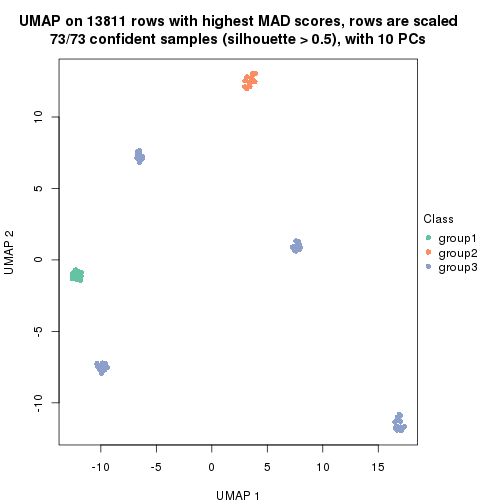 UMAP on 13811 rows with highest MAD scores, rows are scaled
73/73 confident samples (silhouette > 0.5), with 10 PCs
10
5
0
-5
-10
UMAP 2
-10
-5
0
5
10
15
UMAP 1
Class
group1
group2
group3